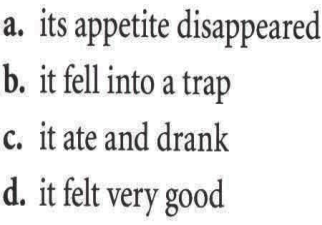 a. its appetite disappeared
b. it fell into a trap
c. it ate and drank
d. it felt very good